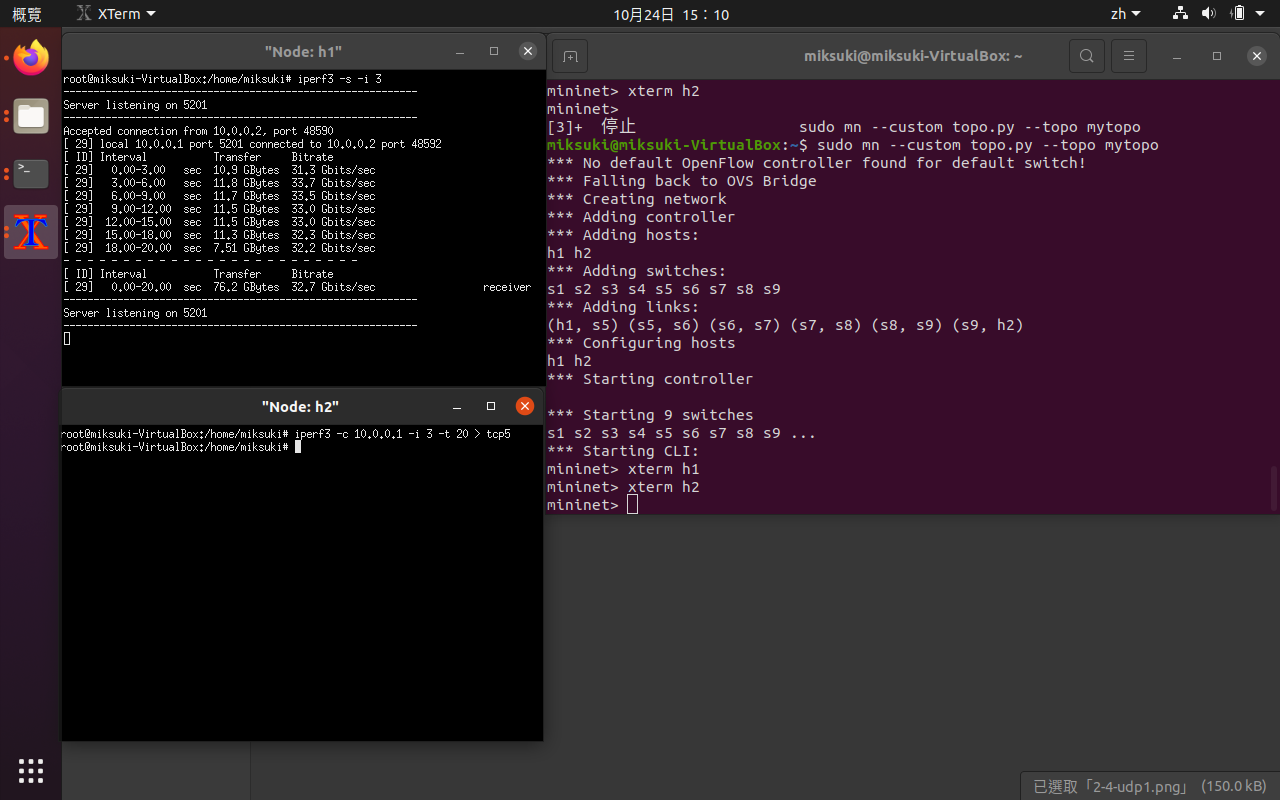 概覽
XTerm
10月24日 15：10
zh
"Node: h1"
root@miksuki-VirtualBox:/home/miksuki# iperf3 -s -i 3
-----------------------------------------------------------
Server listening on 5201
-----------------------------------------------------------
Accepted connection from 10.0.0.2, port 48590
[ 29] local 10.0.0.1 port 5201 connected to 10.0.0.2 port 48592
[ ID] Interval           Transfer     Bitrate
[ 29]   0.00-3.00   sec  10.9 GBytes  31.3 Gbits/sec
[ 29]   3.00-6.00   sec  11.8 GBytes  33.7 Gbits/sec
[ 29]   6.00-9.00   sec  11.7 GBytes  33.5 Gbits/sec
[ 29]   9.00-12.00  sec  11.5 GBytes  33.0 Gbits/sec
[ 29]  12.00-15.00  sec  11.5 GBytes  33.0 Gbits/sec
[ 29]  15.00-18.00  sec  11.3 GBytes  32.3 Gbits/sec
[ 29]  18.00-20.00  sec  7.51 GBytes  32.2 Gbits/sec
- - - - - - - - - - - - - - - - - - - - - - - - -
[ ID] Interval           Transfer     Bitrate
[ 29]   0.00-20.00  sec  76.2 GBytes  32.7 Gbits/sec                  receiver
-----------------------------------------------------------
Server listening on 5201
-----------------------------------------------------------
"Node: h2"
root@miksuki-VirtualBox:/home/miksuki# iperf3 -c 10.0.0.1 -i 3 -t 20 > tcp5
root@miksuki-VirtualBox:/home/miksuki#
miksuki@miksuki-VirtualBox: ~
mininet> xterm h2
mininet>
[3]+  停止                  sudo mn --custom topo.py --topo mytopo
miksuki@miksuki-VirtualBox:~$ sudo mn --custom topo.py --topo mytopo
*** No default OpenFlow controller found for default switch!
*** Falling back to OVS Bridge
*** Creating network
*** Adding controller
*** Adding hosts:
h1 h2
*** Adding switches:
s1 s2 s3 s4 s5 s6 s7 s8 s9
*** Adding links:
(h1, s5) (s5, s6) (s6, s7) (s7, s8) (s8, s9) (s9, h2)
*** Configuring hosts
h1 h2
*** Starting controller
*** Starting 9 switches
s1 s2 s3 s4 s5 s6 s7 s8 s9 ...
*** Starting CLI:
mininet> xterm h1
mininet> xterm h2
mininet>
已選取「2-4-udp1.png」 (150.0 kB)